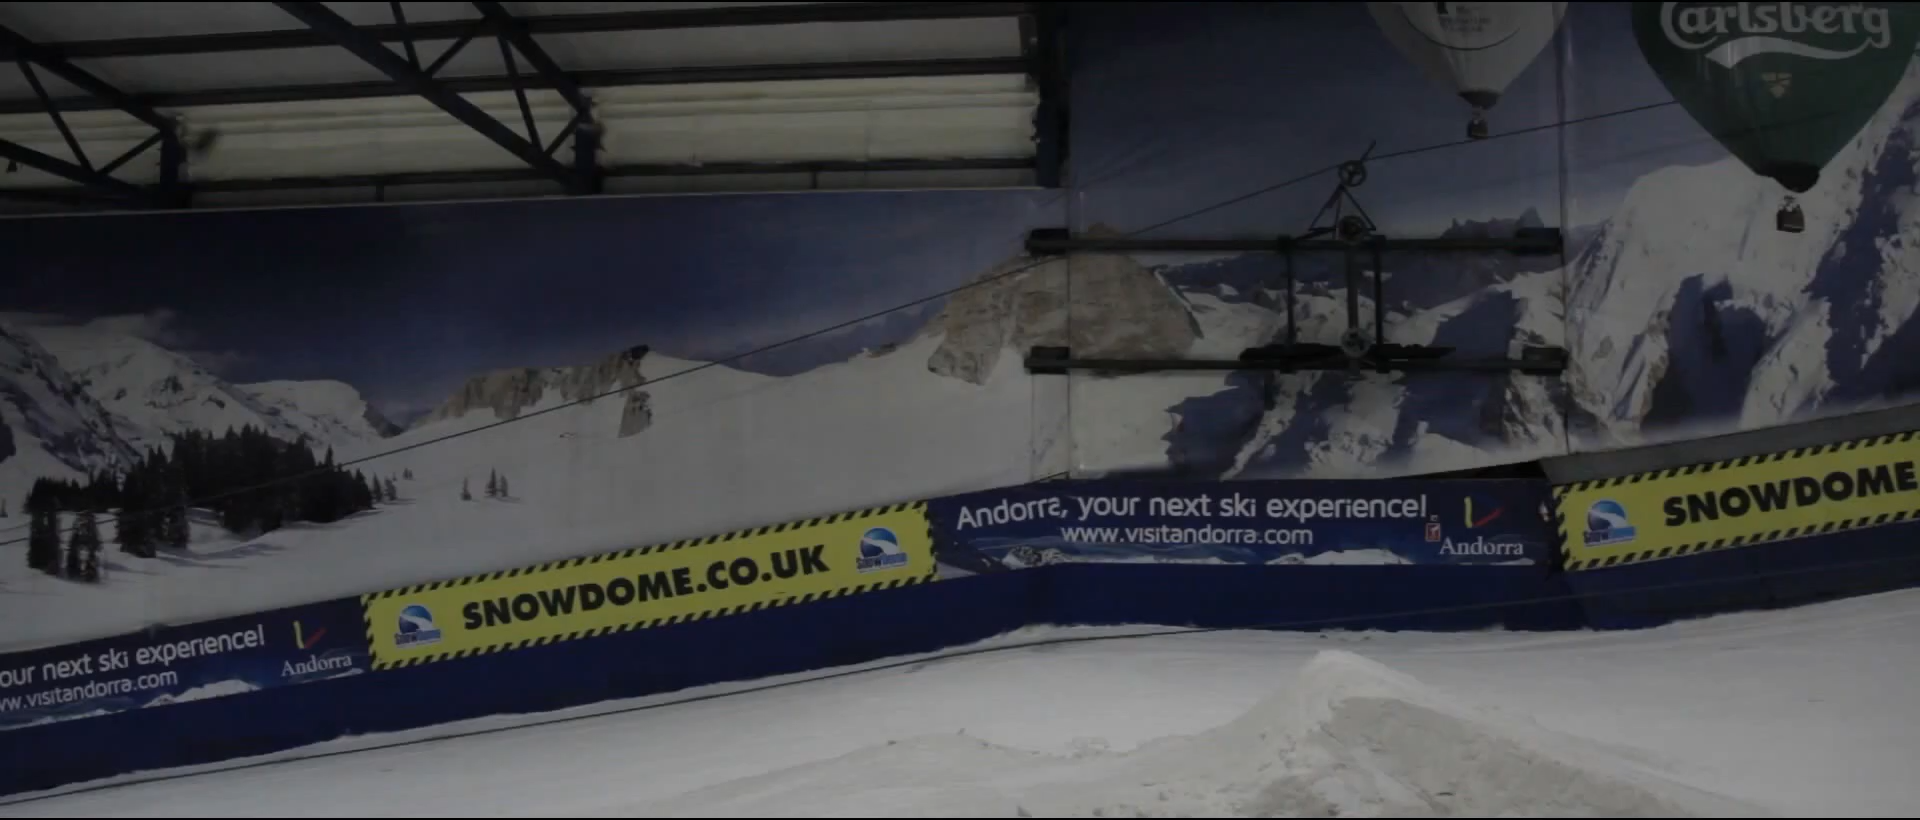 Carlsberg
Andorra, your next ski experience!
www.visitandorra.com
Andorra
SNOWDOME
SNOWDOME.CO.UK
SnowDome
our next ski experience!
ww.visitandorra.com
Andorra